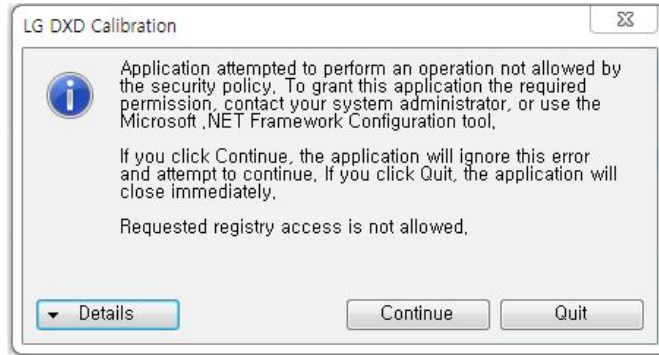 LG DXD Calibration
Application attempted to perform an operation not allowed by
the security policy, To grant this application the required
permission, contact your system administrator, or use the
Microsoft ,NET Framework Configuration tool,
If you click Continue, the application will ignore this error
and attempt to continue, If you click Quit, the application will
close immediately,
Requested registry access is not allowed,
Details
Continue
Quit